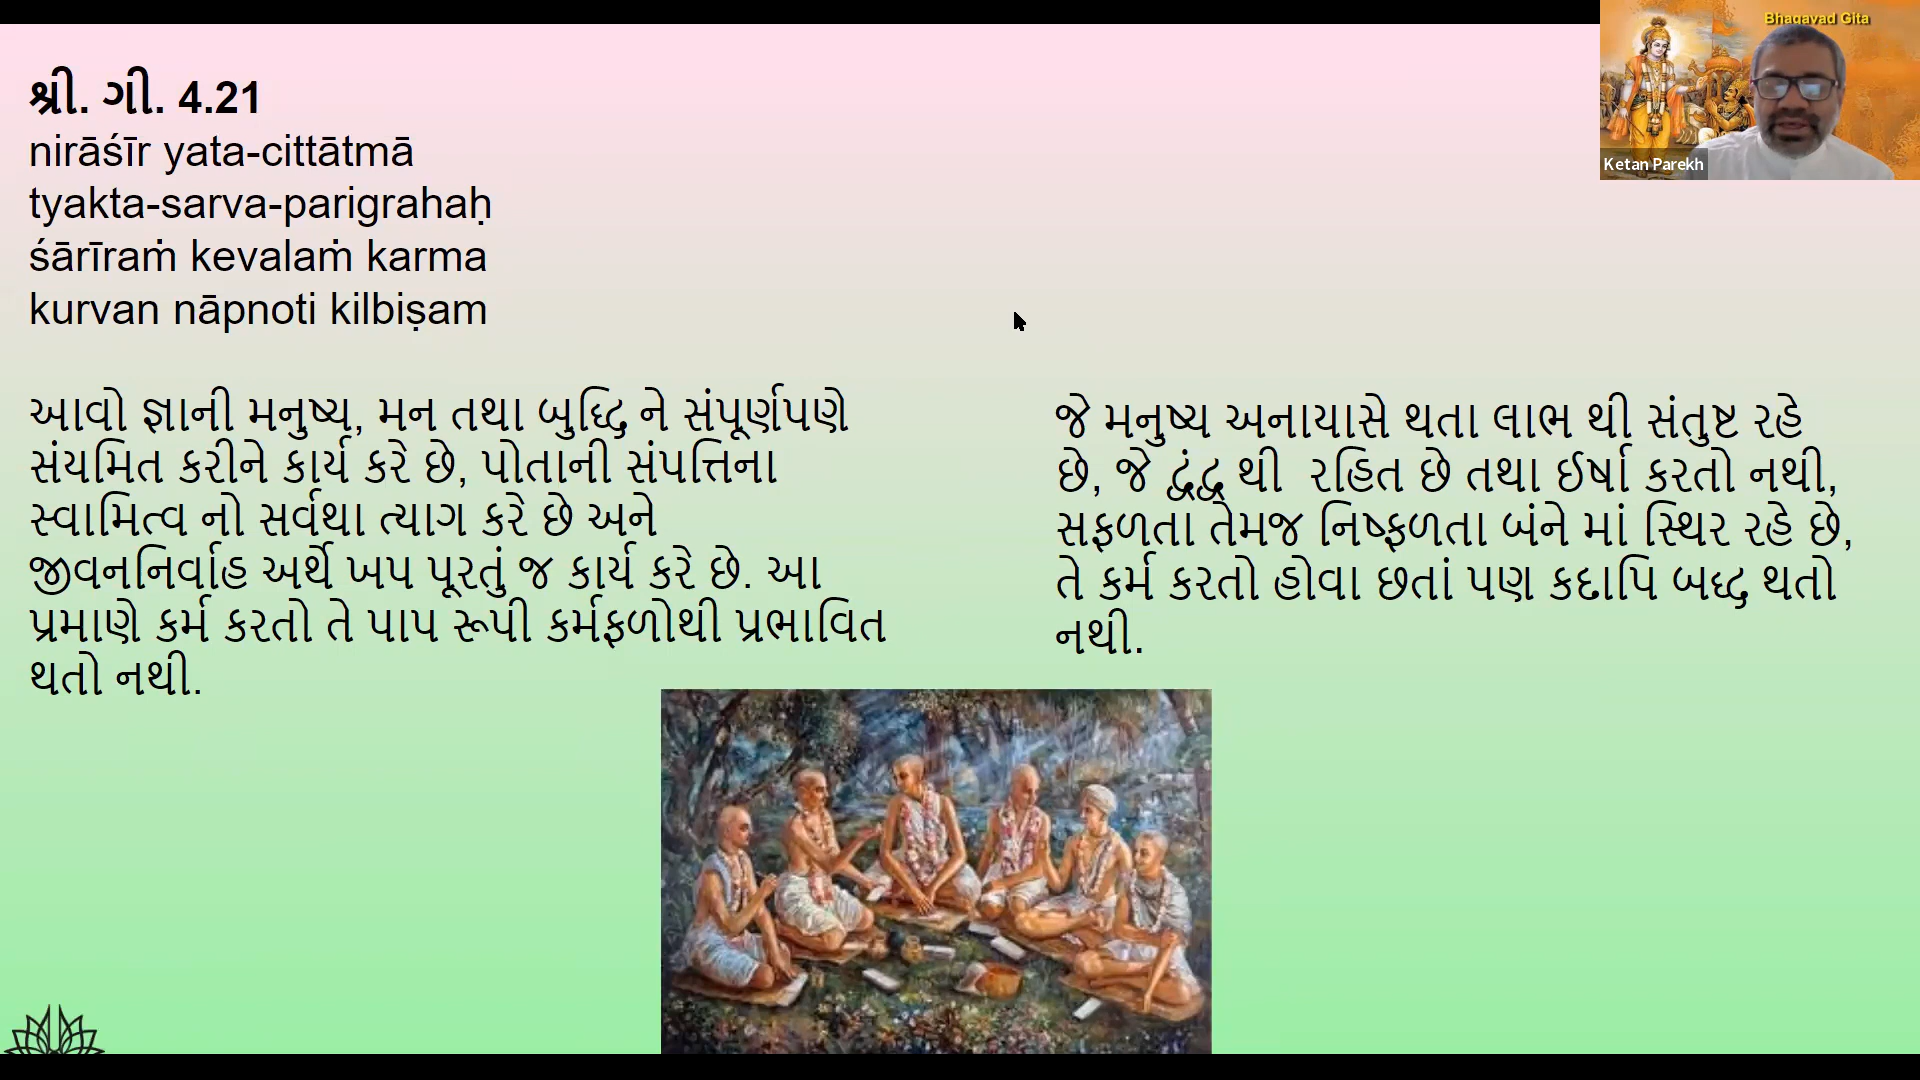 શ્રી. ગી. 4.21
nirāśīr yata-cittātmā
tyakta-sarva-parigrahaḥ
śārīraṁ kevalaṁ karma
kurvan nāpnoti kilbiṣam
આવો જ્ઞાની મનુષ્ય, મન તથા બુદ્ધિ ને સંપૂર્ણપણે
સંયમિત કરીને કાર્ય કરે છે, પોતાની સંપત્તિના
સ્વામિત્વ નો સર્વથા ત્યાગ કરે છે અને
જીવનનિર્વાહ અર્થે ખપ પૂરતું જ કાર્ય કરે છે. આ
પ્રમાણે કર્મ કરતો તે પાપ રૂપી કર્મફળોથી પ્રભાવિત
થતો નથી.
જે મનુષ્ય અનાયાસે થતા લાભ થી સંતુષ્ટ રહે
છે, જે દ્વંદ્વ થી  રહિત છે તથા ઈર્ષા કરતો નથી,
સફળતા તેમજ નિષ્ફળતા બંને માં સ્થિર રહે છે,
તે કર્મ કરતો હોવા છતાં પણ કદાપિ બદ્ધ થતો
નથી.
Bhagavad Gita
Ketan Parekh